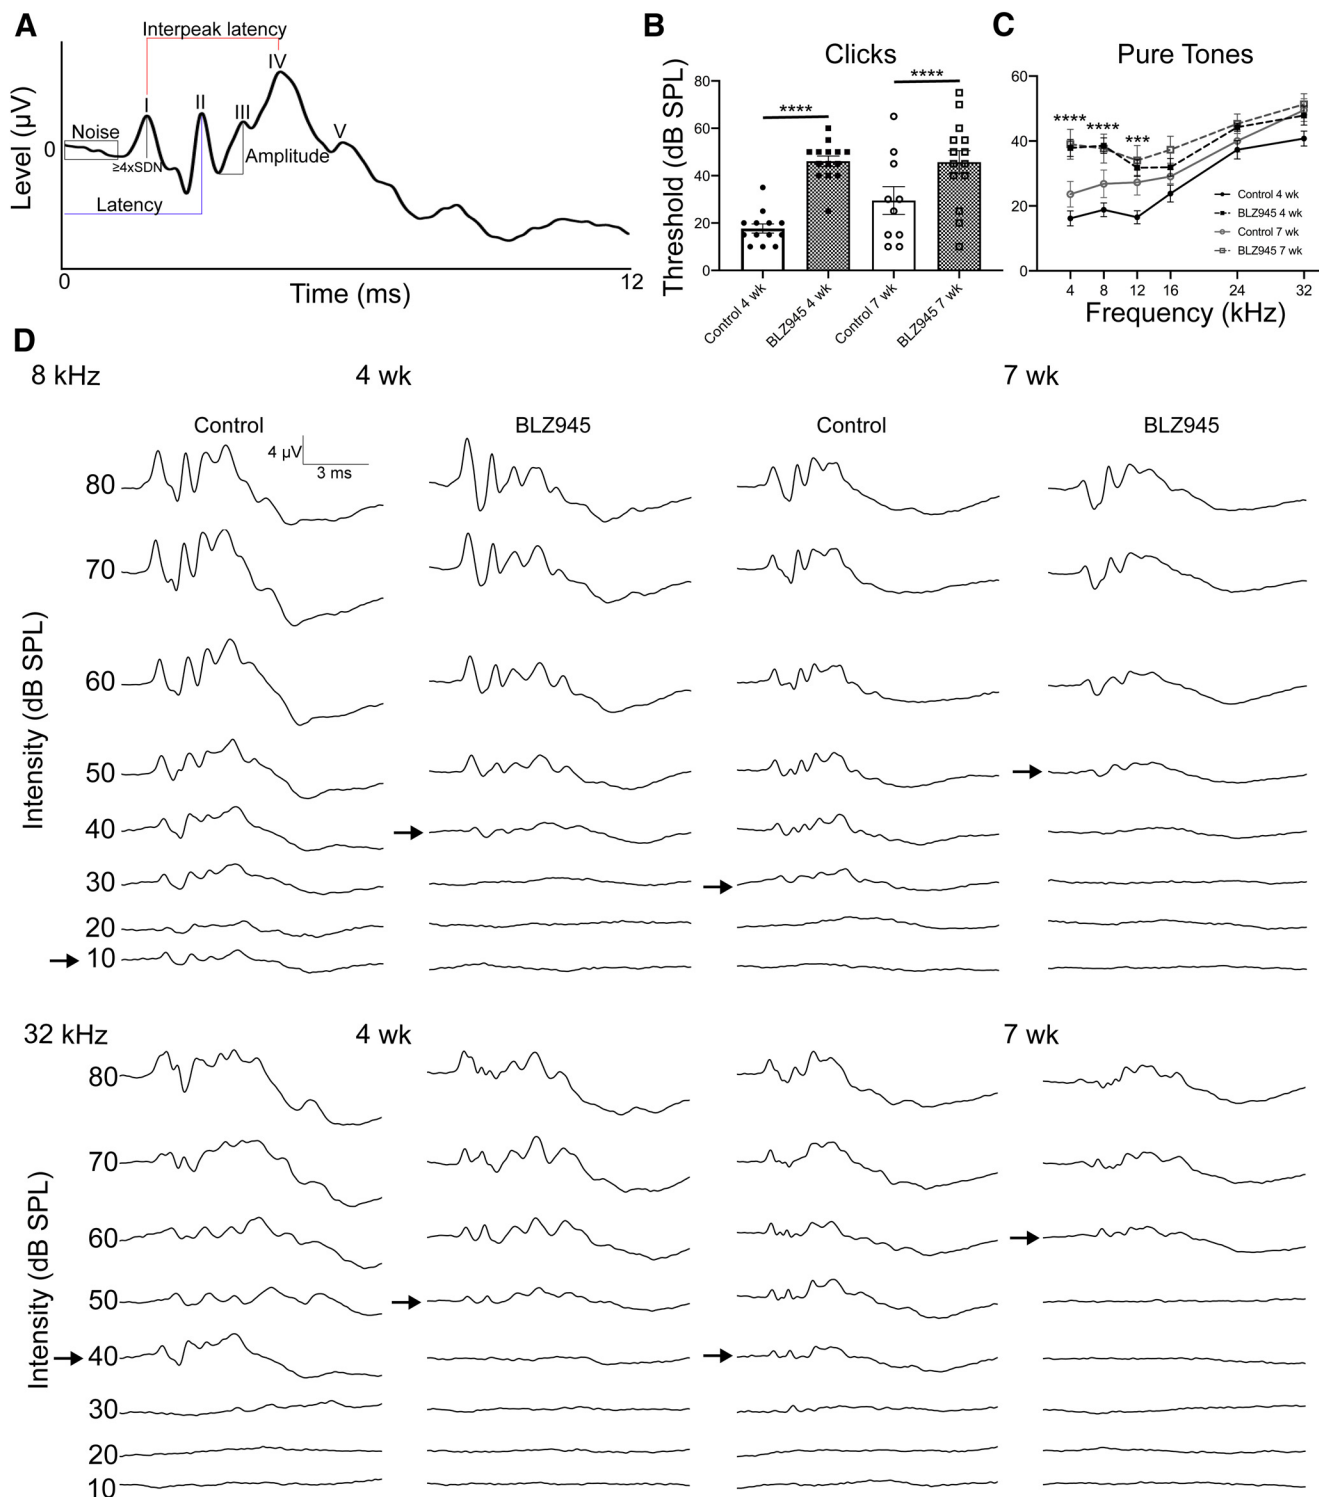 A
Interpeak latency
IV
I
II
III
V
Noise
≥4xSDN
Amplitude
Latency
Level (µV)
0
0
12
Time (ms)
B
Clicks
Threshold (dB SPL)
80
60
40
20
0
****
****
Control 4 wk
BLZ945 4 wk
Control 7 wk
BLZ945 7 wk
C
Pure Tones
60
40
20
0
****
****
***
Control 4 wk
BLZ945 4 wk
Control 7 wk
BLZ945 7 wk
4 8 12 16 24 32
Frequency (kHz)
D
8 kHz
4 wk
7 wk
Control
BLZ945
Control
BLZ945
4 µV
3 ms
Intensity (dB SPL)
80
70
60
50
40
30
20
10
32 kHz
4 wk
7 wk
Intensity (dB SPL)
80
70
60
50
40
30
20
10